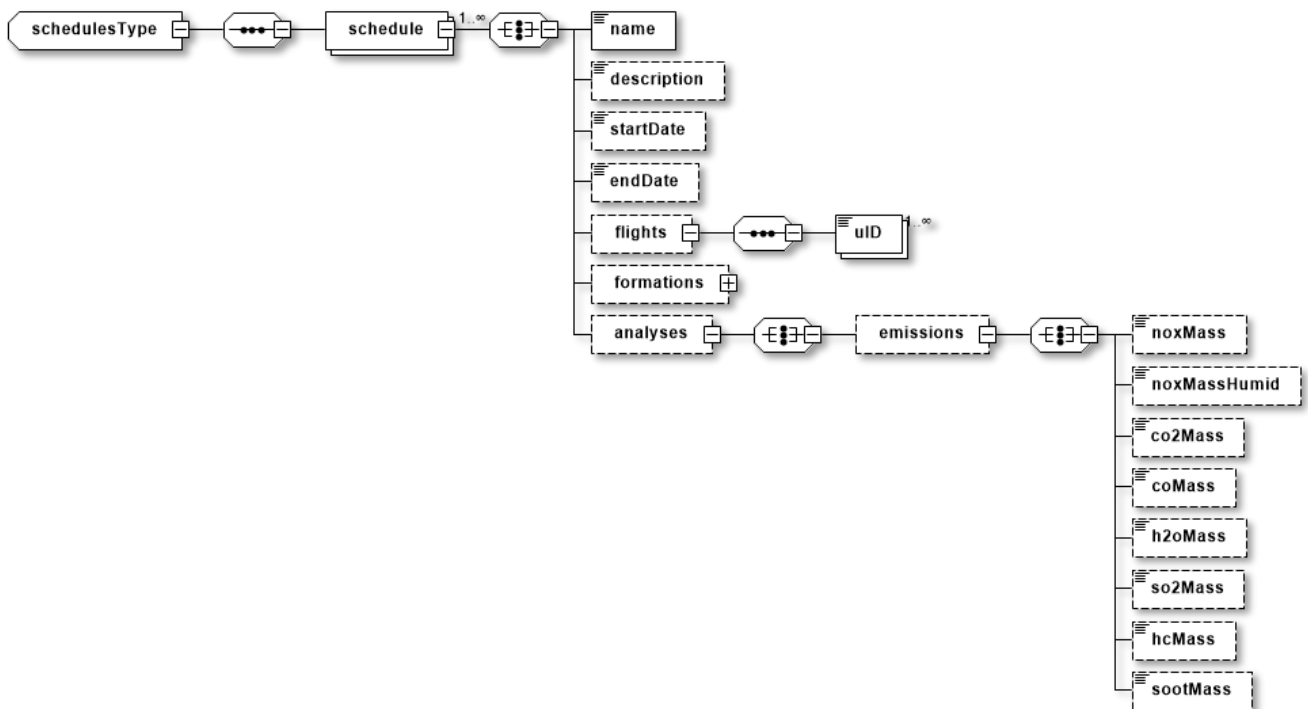 schedulesType
schedule
1..∞
name
description
startDate
endDate
flights
uID
1..∞
formations
analyses
emissions
noxMass
noxMassHumid
co2Mass
coMass
h2oMass
so2Mass
hcMass
sootMass